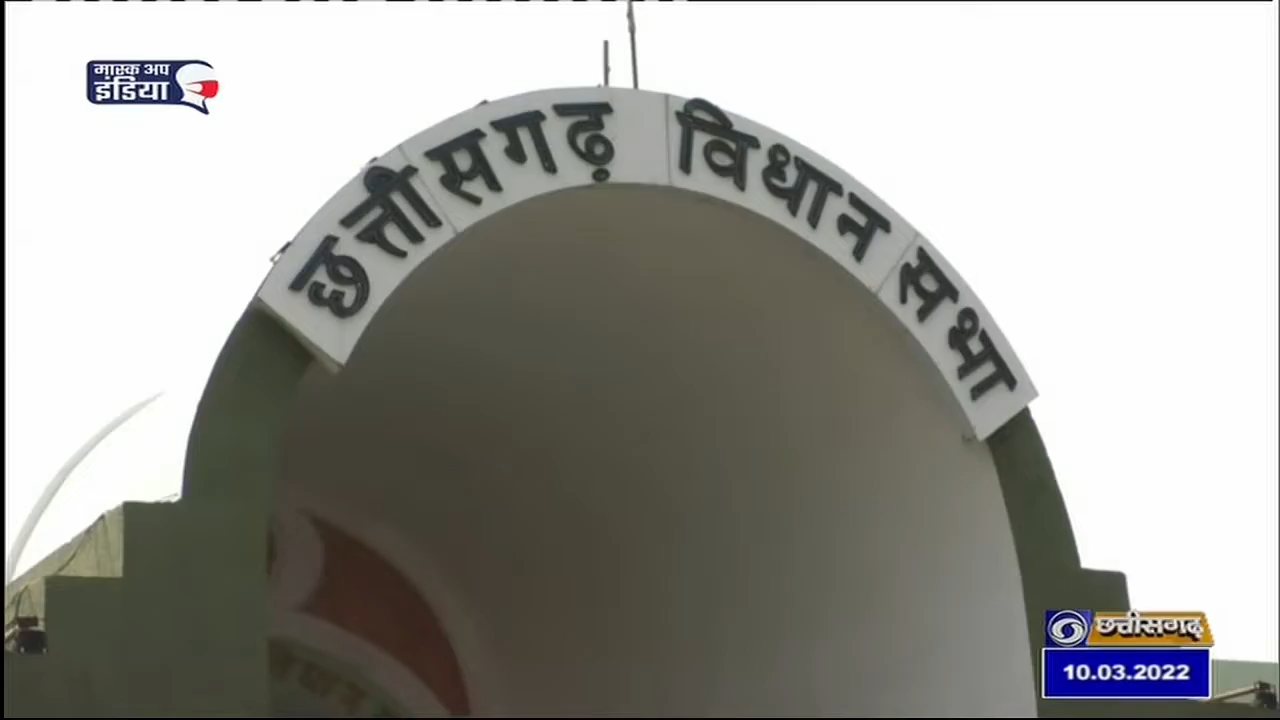 मास्क अप
इंडिया
छत्तीसगढ़ विधान सभा
छत्तीसगढ़
10.03.2022